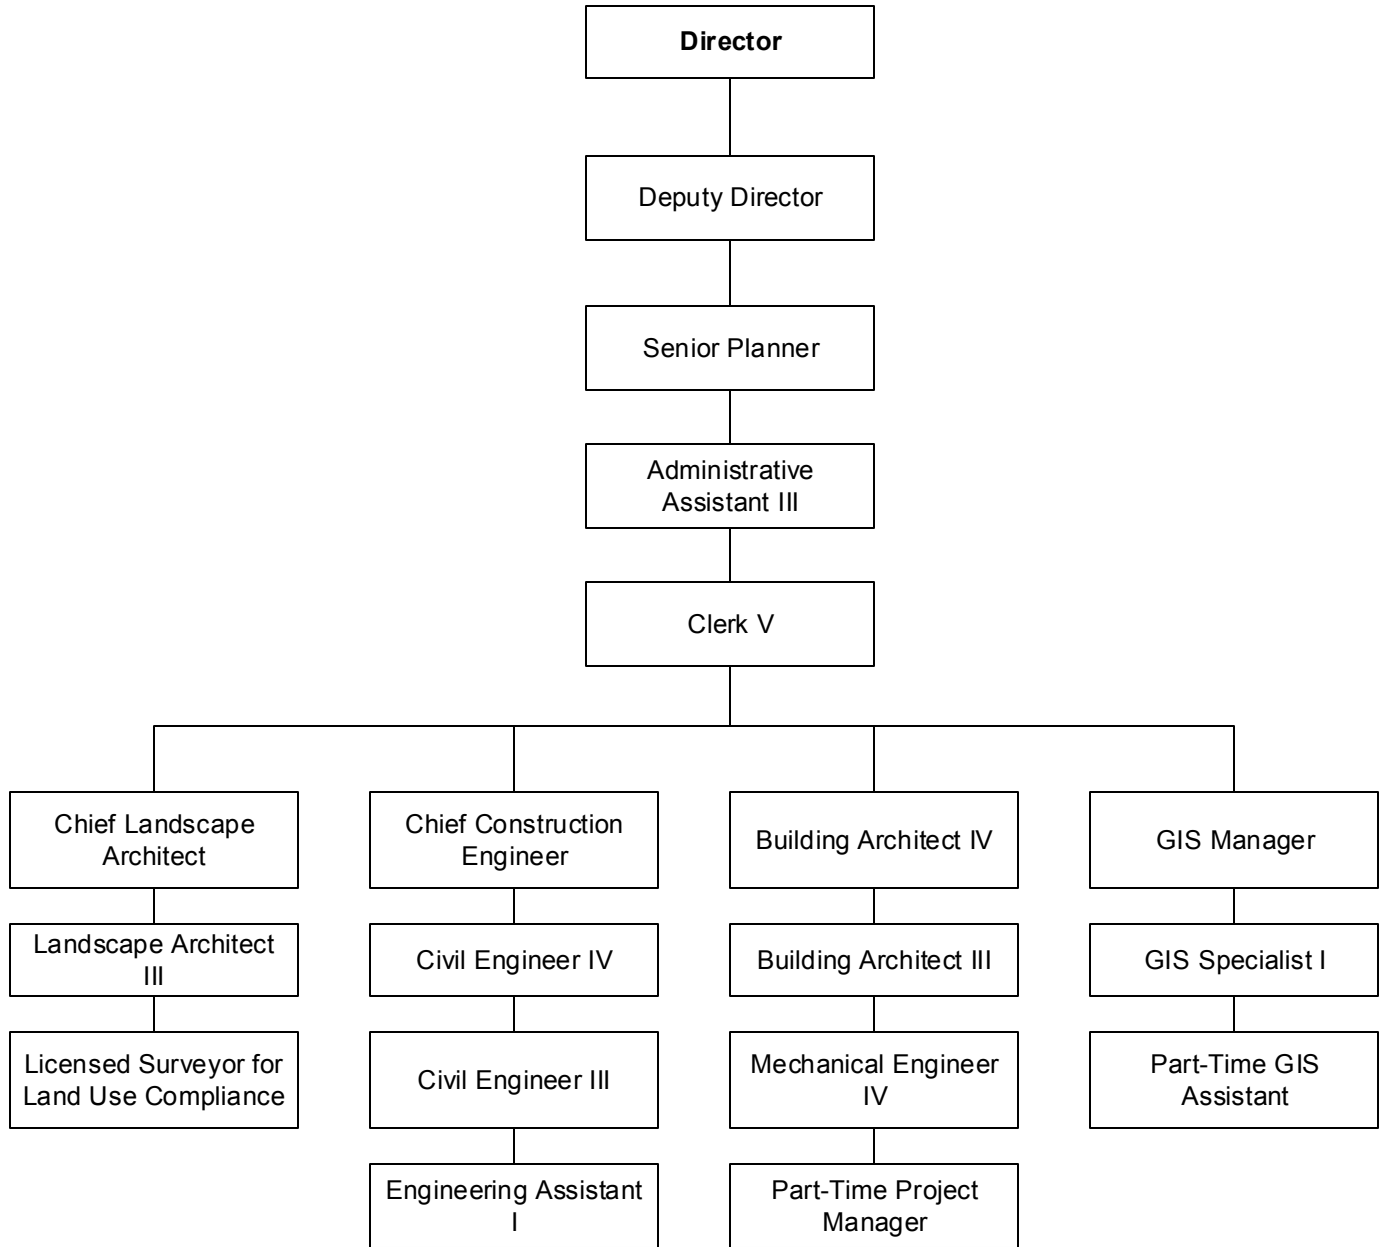 Director
Deputy Director
Senior Planner
Administrative
Assistant III
Clerk V
Chief Landscape
Architect
Chief Construction
Engineer
Building Architect IV
GIS Manager
Landscape Architect
III
Civil Engineer IV
Building Architect III
GIS Specialist I
Licensed Surveyor for
Land Use Compliance
Civil Engineer III
Mechanical Engineer
IV
Part-Time GIS
Assistant
Engineering Assistant
I
Part-Time Project
Manager